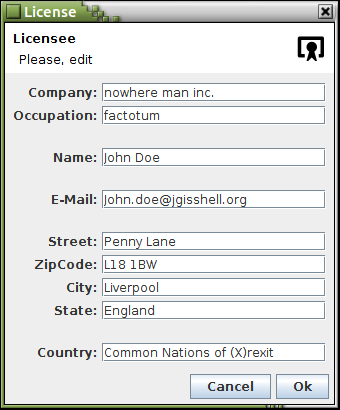 License
Licensee
Please, edit
Company: nowhere man inc.
Occupation: factotum
Name: John Doe
E-Mail: John.doe@jgisshell.org
Street: Penny Lane
ZipCode: L18 1BW
City: Liverpool
State: England
Country: Common Nations of (X)rexit
Cancel Ok